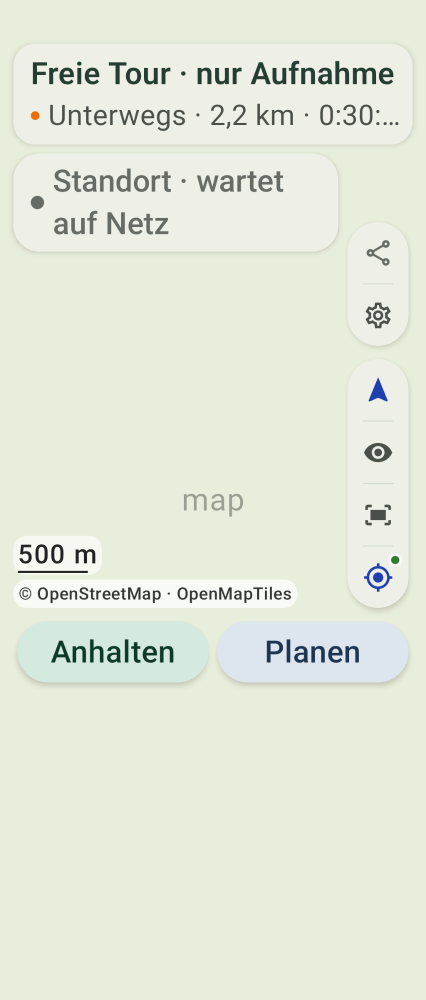 Freie Tour · nur Aufnahme
Unterwegs · 2,2 km · 0:30:…
Standort · wartet
auf Netz
map
500 m
© OpenStreetMap · OpenMapTiles
Anhalten
Planen